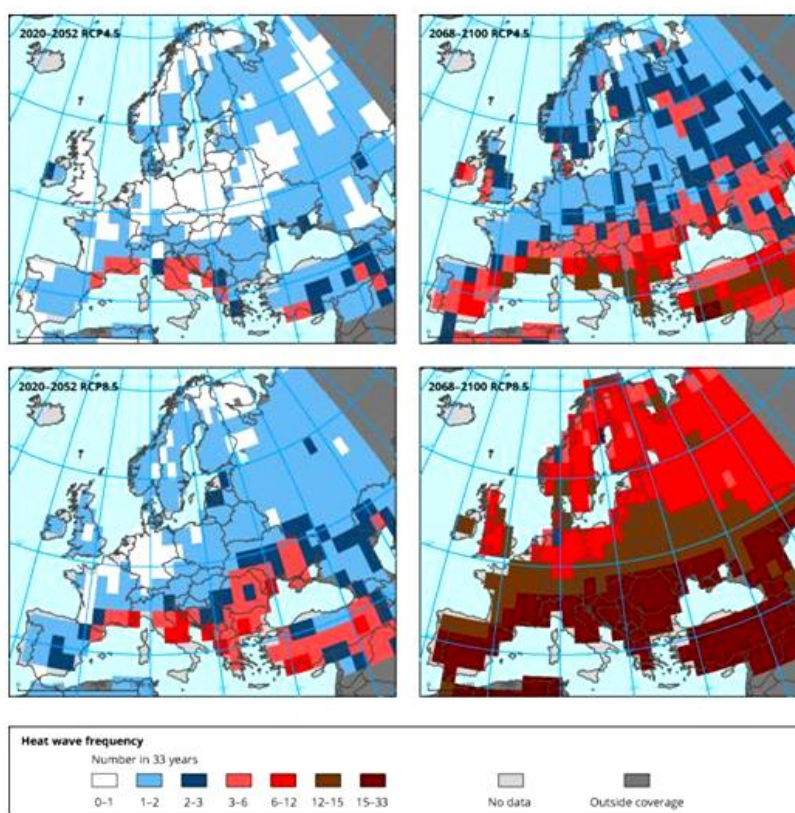 2020–2052 RCP4.5
2068–2100 RCP4.5
2020–2052 RCP8.5
2068–2100 RCP8.5
Heat wave frequency
Number in 33 years
0–1 1–2 2–3 3–6 6–12 12–15 15–33
No data
Outside coverage